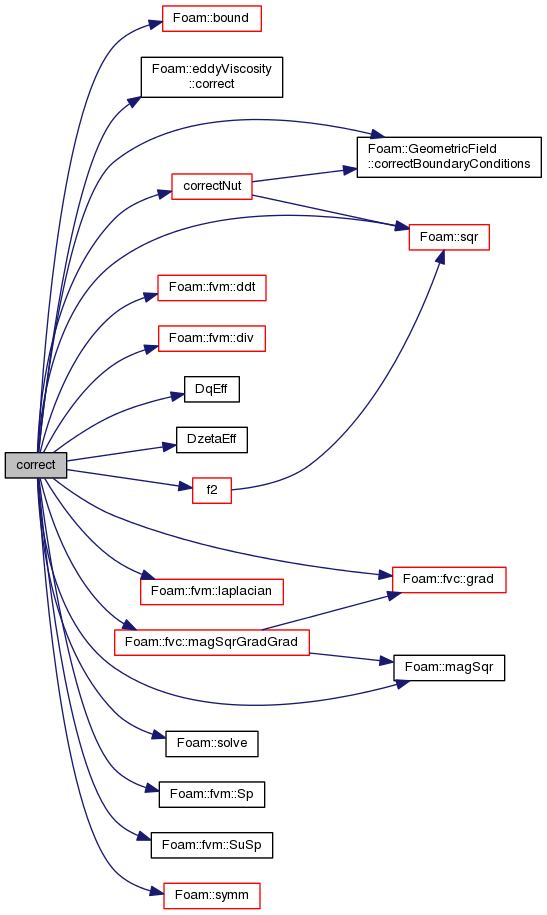 Foam::bound
Foam::eddyViscosity
::correct
Foam::GeometricField
::correctBoundaryConditions
correctNut
Foam::sqr
Foam::fvm::ddt
Foam::fvm::div
DqEff
DzetaEff
correct
f2
Foam::fvc::grad
Foam::fvm::laplacian
Foam::fvc::magSqrGradGrad
Foam::magSqr
Foam::solve
Foam::fvm::Sp
Foam::fvm::SuSp
Foam::symm